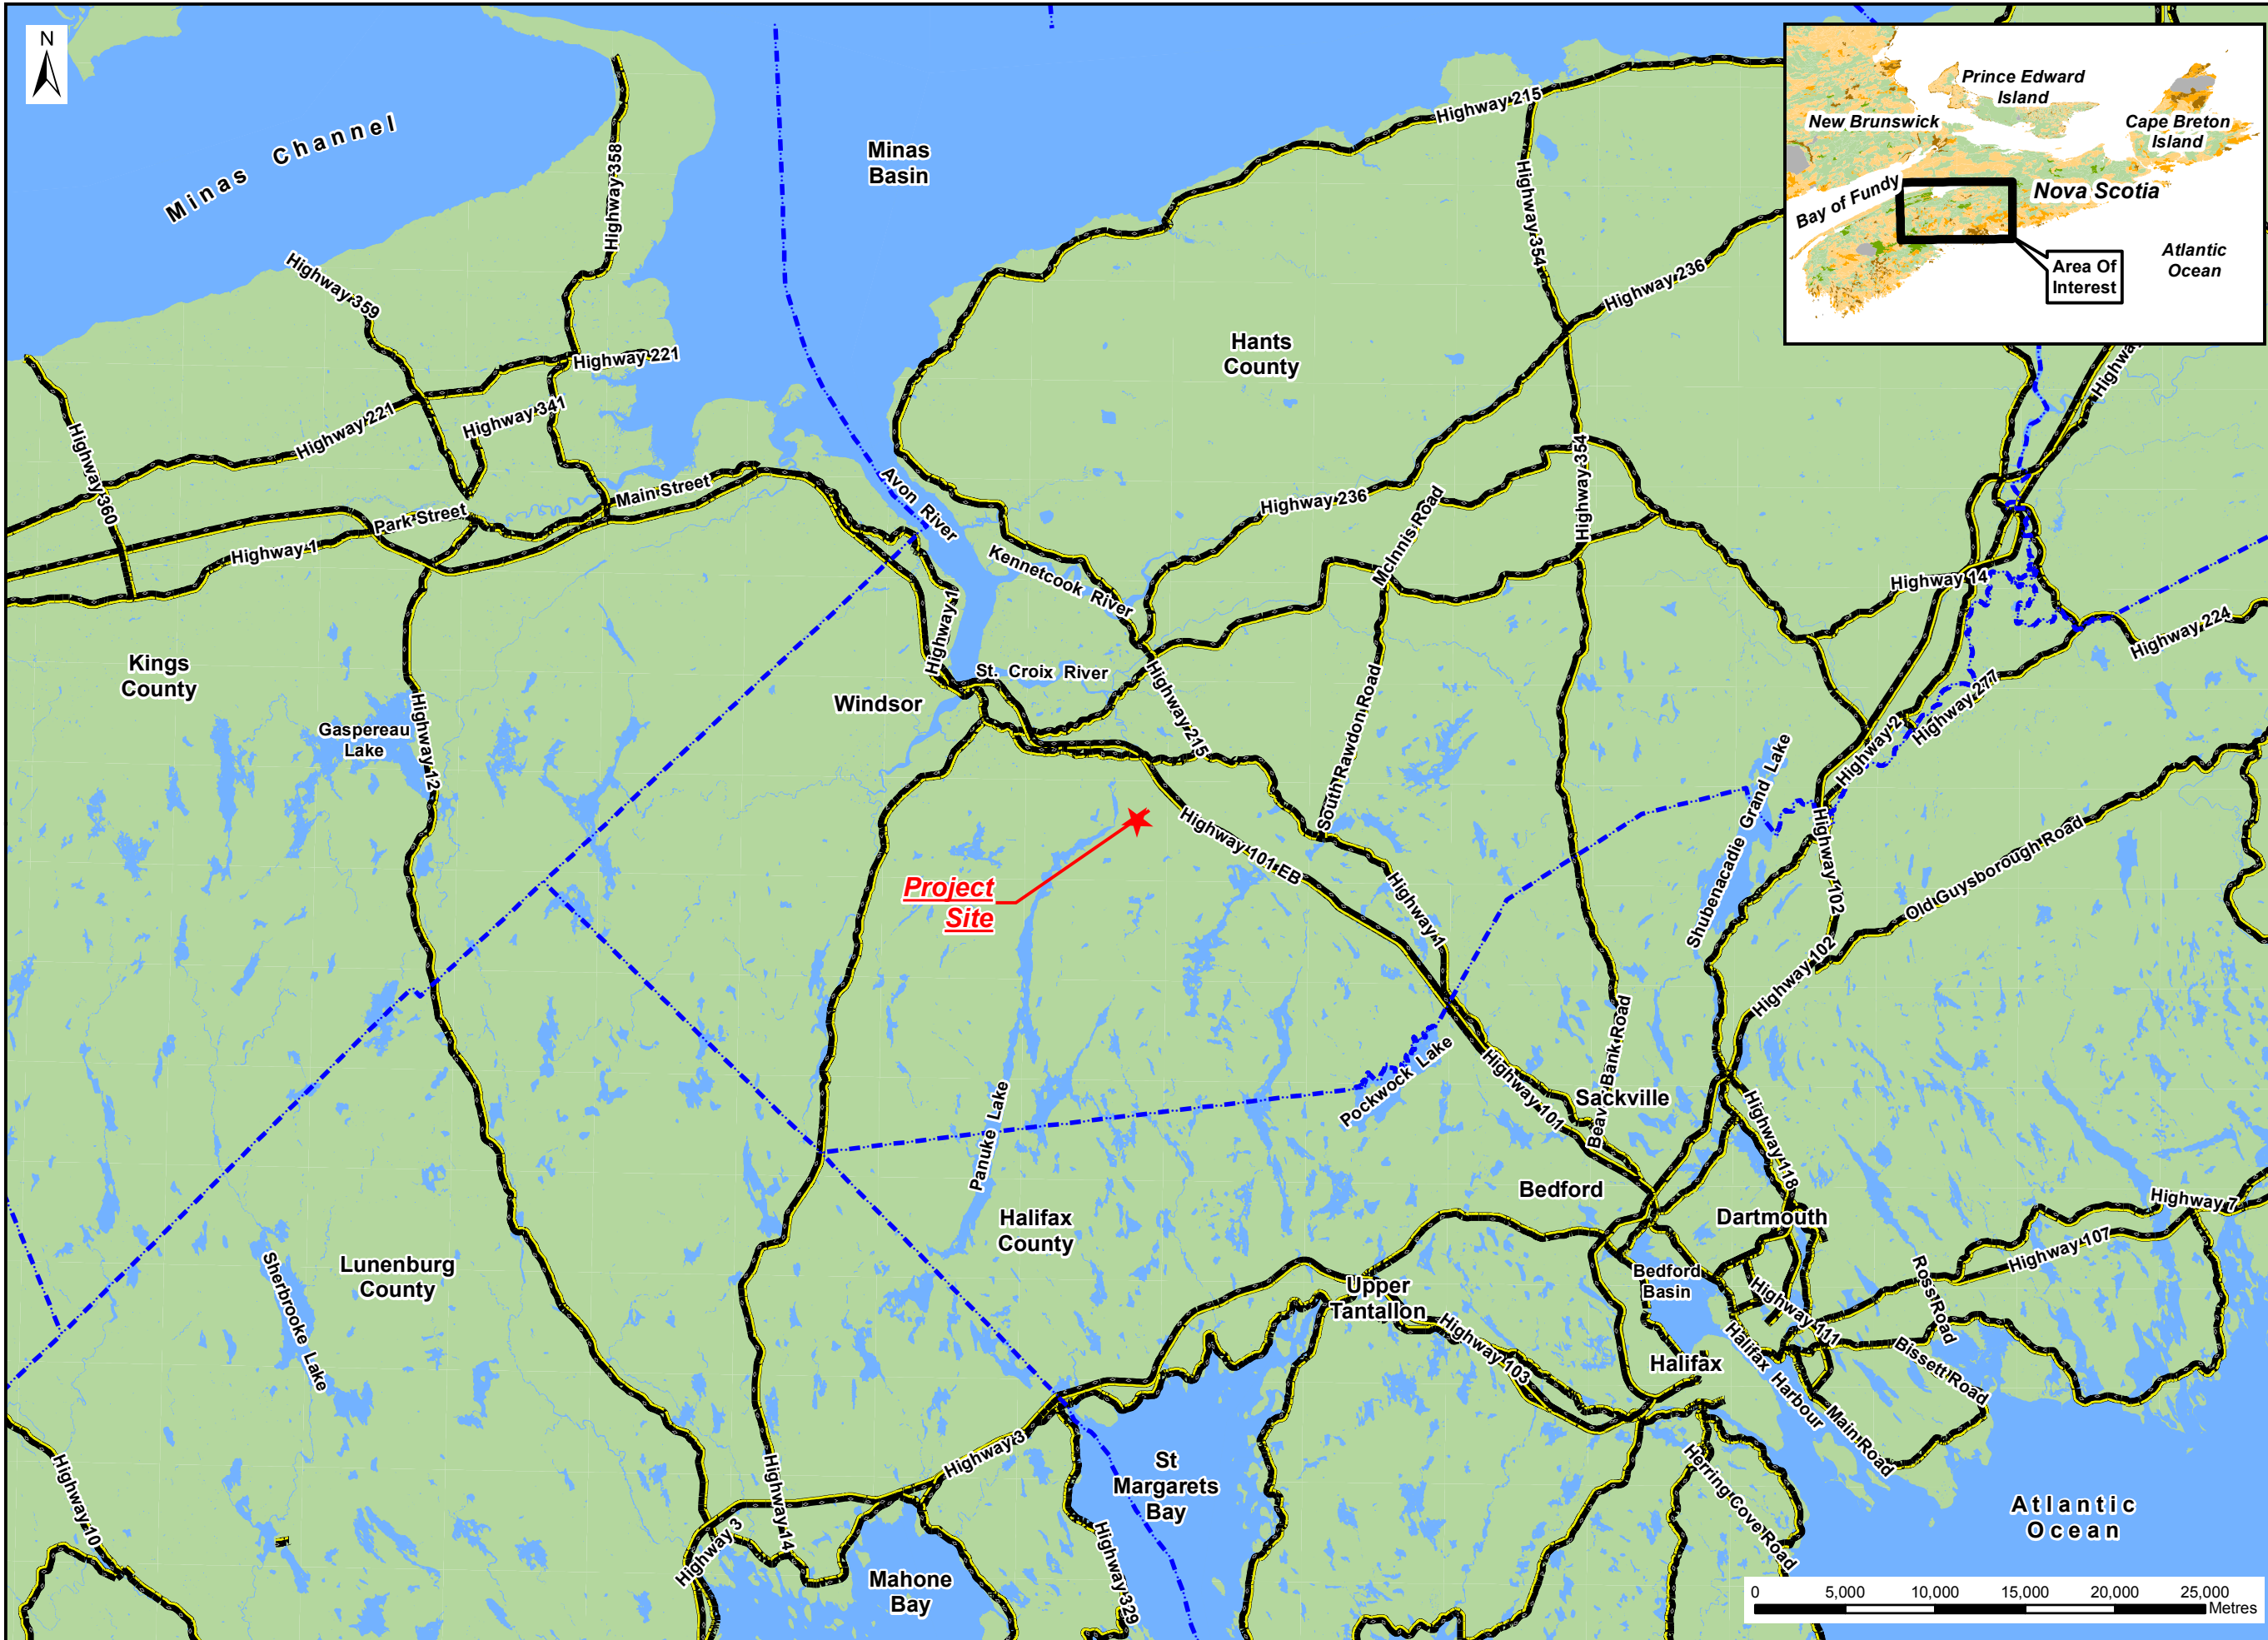 N
Minas Channel
Minas
Basin
Highway 215
Highway 358
Highway 354
Highway 359
Highway 236
Hants
County
Highway 221
Highway 341
Highway 221
Highway 360
Main Street
Park Street
Highway 1
Avon River
Highway 236
McInnis Road
Highway 354
Kennetcook River
Highway 14
Highway 224
Highway 1
Kings
County
St. Croix River
Windsor
Highway 215
South Rawdon Road
Highway 277
Highway 2
Gaspereau
Lake
Highway 12
Shubenacadie Grand Lake
Highway 101 EB
Project
Site
Highway 102
Old Guysborough Road
Highway 1
Highway 102
Pockwock Lake
Highway 101
Bank Road
Sackville
Panuke Lake
Highway 118
Bedford
Dartmouth
Highway 7
Halifax
County
Highway 107
Ross Road
Lunenburg
County
Sherbrooke Lake
Upper
Tantallon
Bedford
Basin
Highway 111
Highway 103
Halifax
Halifax Harbour
Bissett Road
Main Road
Highway 3
St
Margarets
Bay
Herring Cove Road
Highway 100
Highway 14
Highway 3
Highway 329
Mahone
Bay
Atlantic
Ocean
Highway
Prince Edward
Island
New Brunswick
Cape Breton
Island
Bay of Fundy
Nova Scotia
Atlantic
Ocean
Area Of
Interest
0 5,000 10,000 15,000 20,000 25,000
Metres